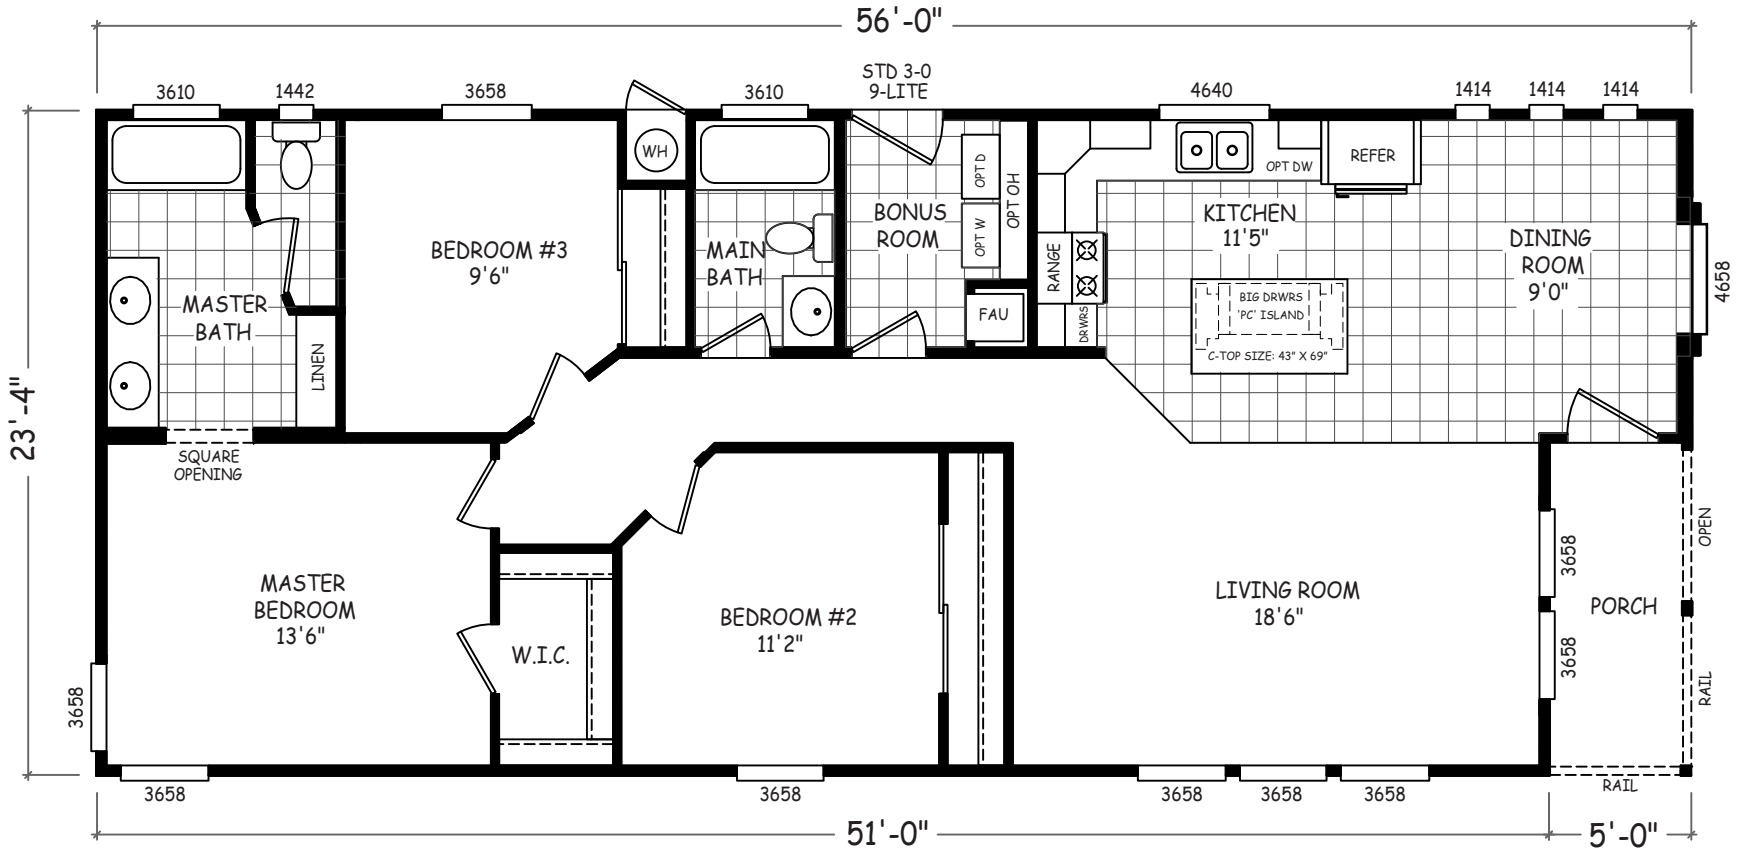 56'-0"
STD 3-0
9-LITE
3610
1442
3658
3610
4640
1414
1414
1414
WH
OPT D
OPT OH
OPT DW
REFER
BONUS
ROOM
OPT W
KITCHEN
11'5"
DINING
ROOM
9'0"
BEDROOM #3
9'6"
MAIN
BATH
RANGE
4658
MASTER
BATH
BIG DRWRS
'PC' ISLAND
C-TOP SIZE: 43" X 69"
FAU
DRWRS
LINEN
23'-4"
SQUARE
OPENING
OPEN
3658
MASTER
BEDROOM
13'6"
LIVING ROOM
18'6"
PORCH
BEDROOM #2
11'2"
W.I.C.
3658
RAIL
3658
3658
3658
3658
3658
3658
RAIL
51'-0"
5'-0"